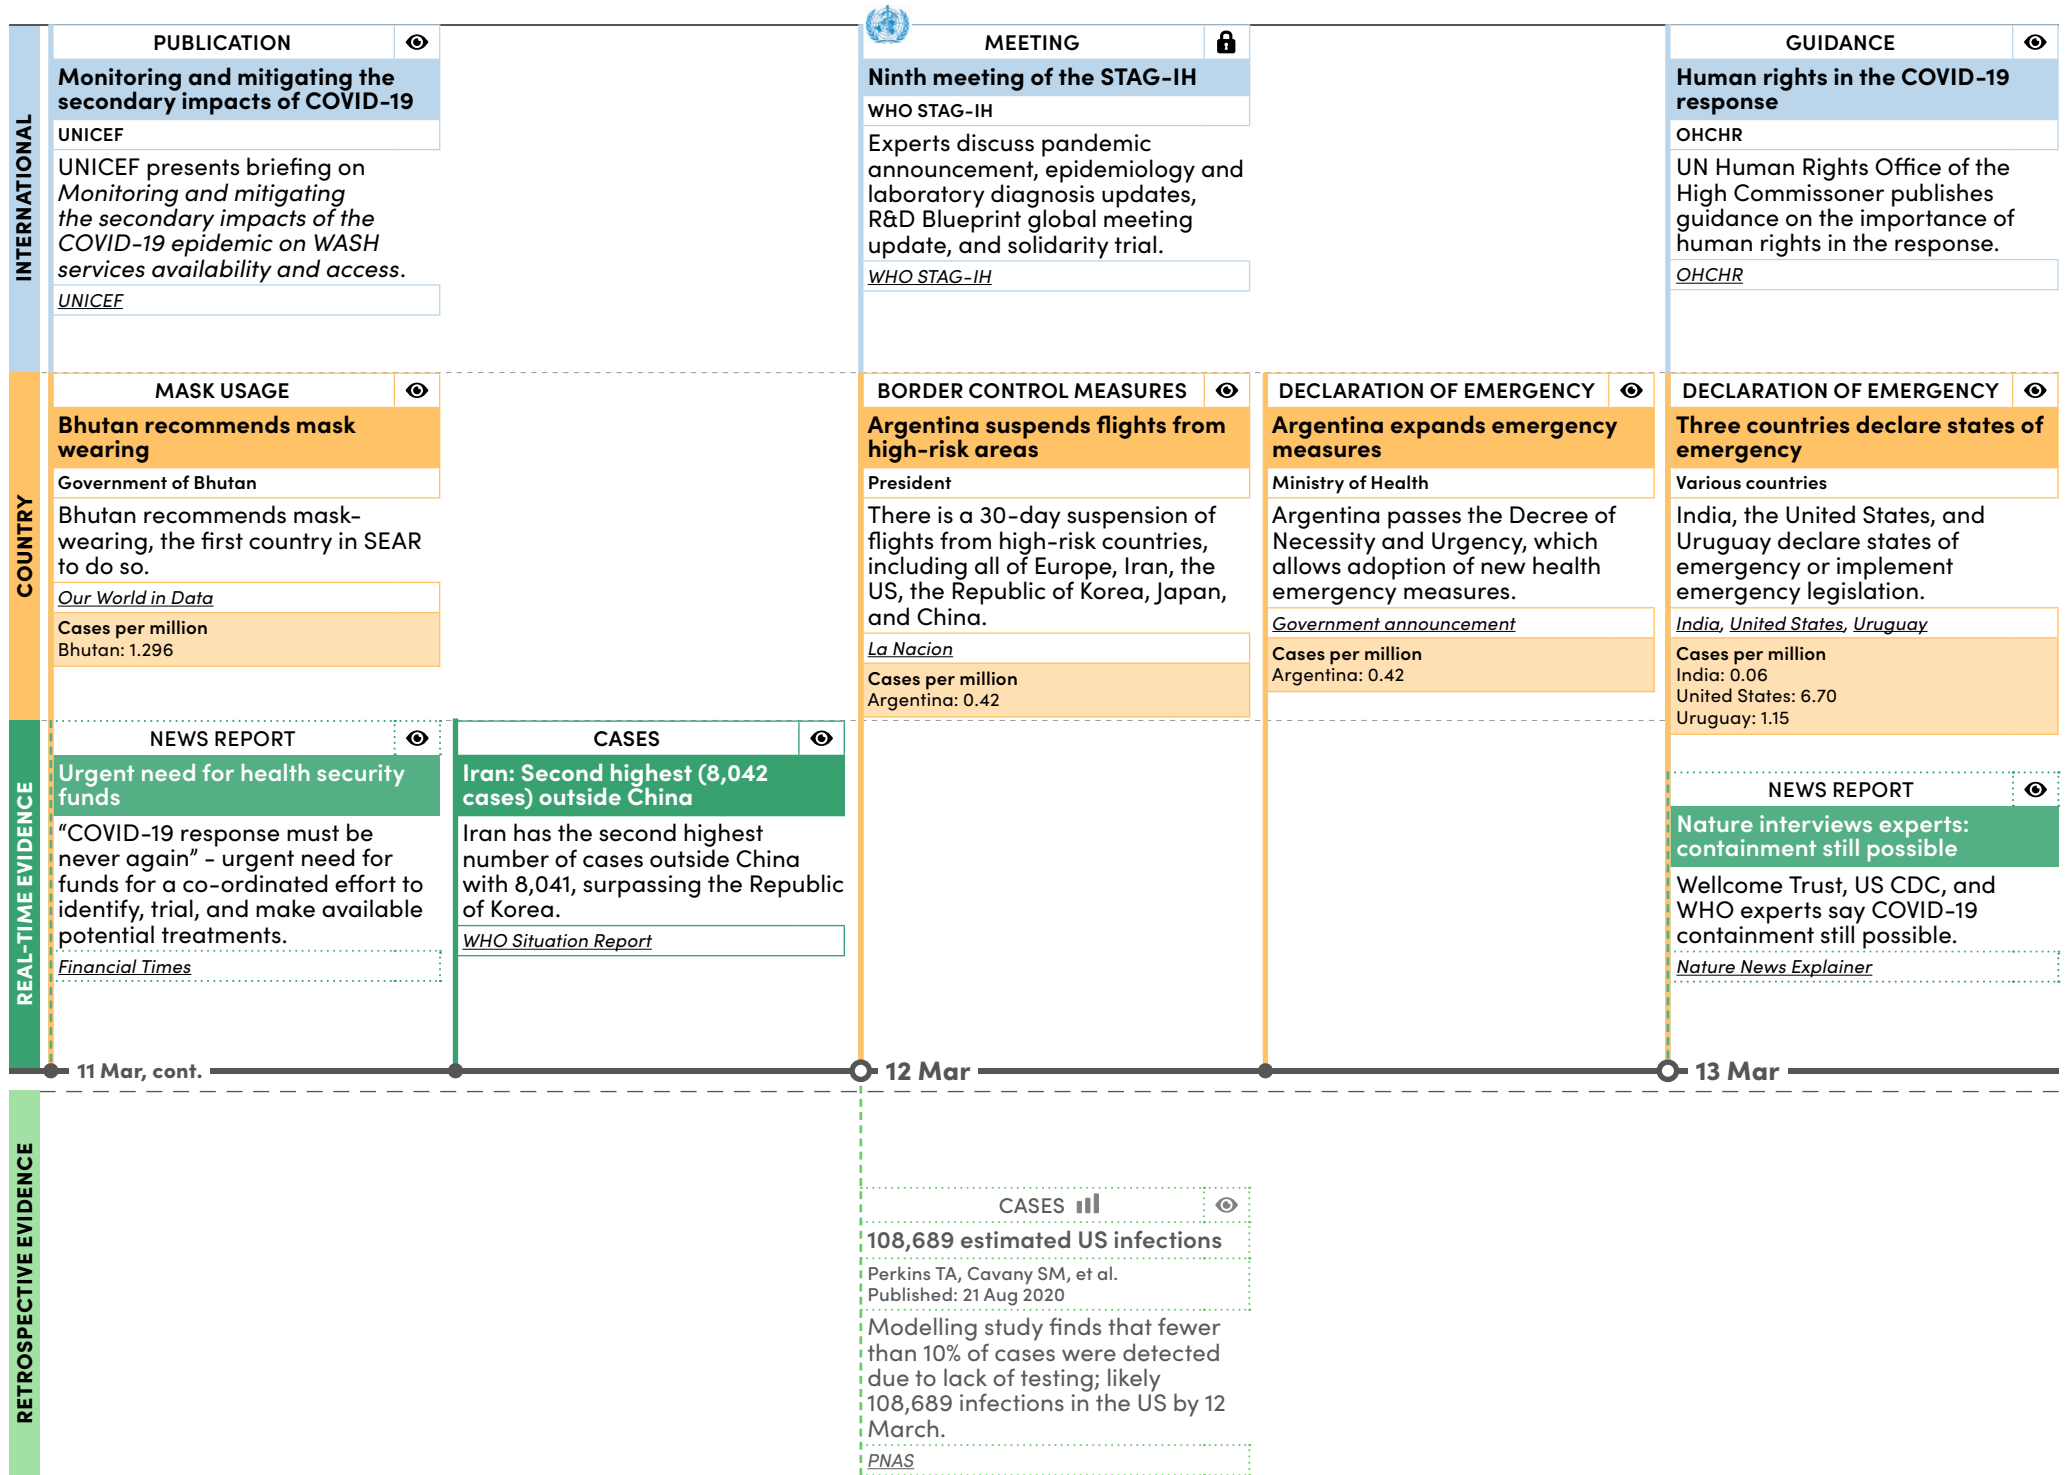 INTERNATIONAL
PUBLICATION
Monitoring and mitigating the
secondary impacts of COVID-19
UNICEF
UNICEF presents briefing on
Monitoring and mitigating
the secondary impacts of the
COVID-19 epidemic on WASH
services availability and access.
UNICEF
MEETING
Ninth meeting of the STAG-IH
WHO STAG-IH
Experts discuss pandemic
announcement, epidemiology and
laboratory diagnosis updates,
R&D Blueprint global meeting
update, and solidarity trial.
WHO STAG-IH
GUIDANCE
Human rights in the COVID-19
response
OHCHR
UN Human Rights Office of the
High Commissoner publishes
guidance on the importance of
human rights in the response.
OHCHR
COUNTRY
MASK USAGE
Bhutan recommends mask
wearing
Government of Bhutan
Bhutan recommends mask-
wearing, the first country in SEAR
to do so.
Our World in Data
Cases per million
Bhutan: 1.296
BORDER CONTROL MEASURES
Argentina suspends flights from
high-risk areas
President
There is a 30-day suspension of
flights from high-risk countries,
including all of Europe, Iran, the
US, the Republic of Korea, Japan,
and China.
La Nacion
Cases per million
Argentina: 0.42
DECLARATION OF EMERGENCY
Argentina expands emergency
measures
Ministry of Health
Argentina passes the Decree of
Necessity and Urgency, which
allows adoption of new health
emergency measures.
Government announcement
Cases per million
Argentina: 0.42
DECLARATION OF EMERGENCY
Three countries declare states of
emergency
Various countries
India, the United States, and
Uruguay declare states of
emergency or implement
emergency legislation.
India, United States, Uruguay
Cases per million
India: 0.06
United States: 6.70
Uruguay: 1.15
REAL-TIME EVIDENCE
NEWS REPORT
Urgent need for health security
funds
“COVID-19 response must be
never again” - urgent need for
funds for a co-ordinated effort to
identify, trial, and make available
potential treatments.
Financial Times
CASES
Iran: Second highest (8,042
cases) outside China
Iran has the second highest
number of cases outside China
with 8,041, surpassing the Republic
of Korea.
WHO Situation Report
NEWS REPORT
Nature interviews experts:
containment still possible
Wellcome Trust, US CDC, and
WHO experts say COVID-19
containment still possible.
Nature News Explainer
11 Mar, cont.
12 Mar
13 Mar
RETROSPECTIVE EVIDENCE
CASES
108,689 estimated US infections
Perkins TA, Cavany SM, et al.
Published: 21 Aug 2020
Modelling study finds that fewer
than 10% of cases were detected
due to lack of testing; likely
108,689 infections in the US by 12
March.
PNAS